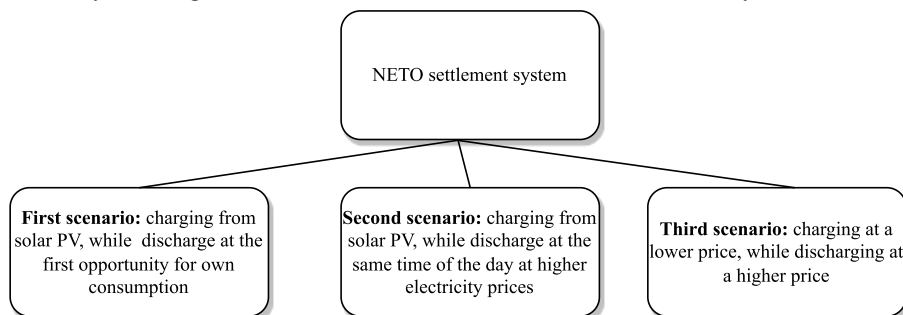 NETO settlement system
First scenario: charging from
solar PV, while discharge at the
first opportunity for own
consumption
Second scenario: charging from
solar PV, while discharge at the
same time of the day at higher
electricity prices
Third scenario: charging at a
lower price, while discharging at
a higher price